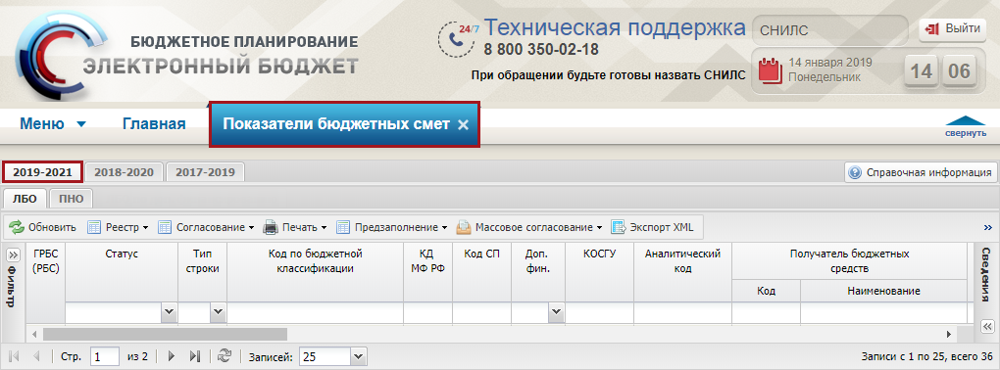 БЮДЖЕТНОЕ ПЛАНИРОВАНИЕ
ЭЛЕКТРОННЫЙ БЮДЖЕТ
24/7
Техническая поддержка
8 800 350-02-18
При обращении будьте готовы назвать СНИЛС
СНИЛС
Выйти
14 января 2019
Понедельник
14 06
Меню Главная Показатели бюджетных смет
свернуть
2019-2021 2018-2020 2017-2019 Справочная информация
ЛБО ПНО
Обновить Реестр Согласование Печать Предзаполнение Массовое согласование Экспорт XML »
Фильтр
ГРБС
(РБС)
Статус
Тип
строки
Код по бюджетной
классификации
КД
МФ РФ
Код СП
Доп.
фин.
КОСГУ
Аналитический
код
Получатель бюджетных
средств
Код Наименование
Сведения
Стр. 1 из 2 Записей: 25 Записи с 1 по 25, всего 36